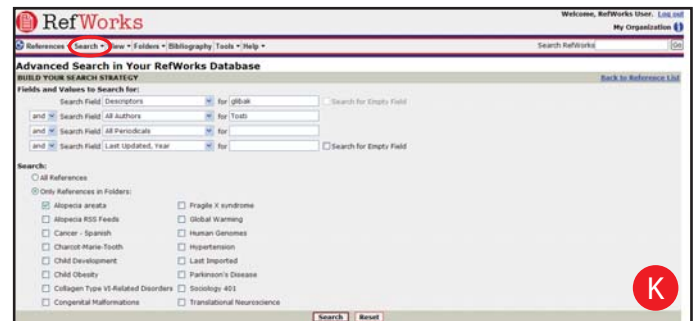 Welcome, RefWorks User. Log out
RefWorks
My Organization
References Search View Folders Bibliography Tools Help
Search RefWorks Go
Advanced Search in Your RefWorks Database
BUILD YOUR SEARCH STRATEGY Back to Reference List
Fields and Values to Search for:
Search Field Descriptors for glibak Search for Empty Field
and Search Field All Authors for Tosti
and Search Field All Periodicals for
and Search Field Last Updated, Year for Search for Empty Field
Search:
All References
Only References in Folders:
Alopecia areata Fragile X syndrome
Alopecia RSS Feeds Global Warming
Cancer - Spanish Human Genomes
Charcot-Marie-Tooth Hypertension
Child Development Last Imported
Child Obesity Parkinson's Disease
Collagen Type VI-Related Disorders Sociology 401
Congenital Malformations Translational Neuroscience
K
Search Reset